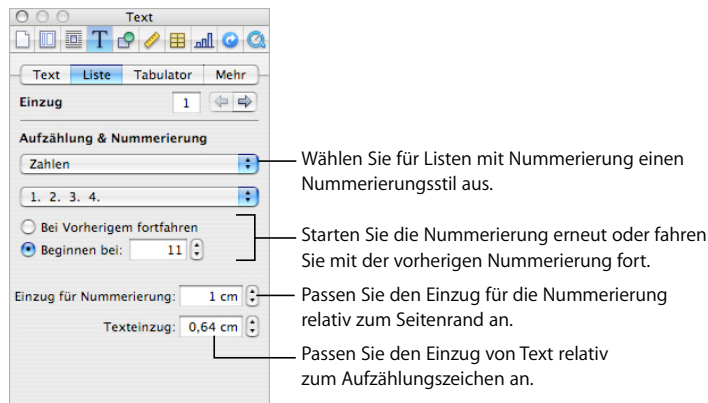 Text
Text Liste Tabulator Mehr
Einzug 1
Aufzählung & Nummerierung
Zahlen
1. 2. 3. 4.
Bei Vorherigem fortfahren
Beginnen bei: 11
Einzug für Nummerierung: 1 cm
Texteinzug: 0,64 cm
Wählen Sie für Listen mit Nummerierung einen
Nummerierungsstil aus.
Starten Sie die Nummerierung erneut oder fahren
Sie mit der vorherigen Nummerierung fort.
Passen Sie den Einzug für die Nummerierung
relativ zum Seitenrand an.
Passen Sie den Einzug von Text relativ
zum Aufzählungszeichen an.